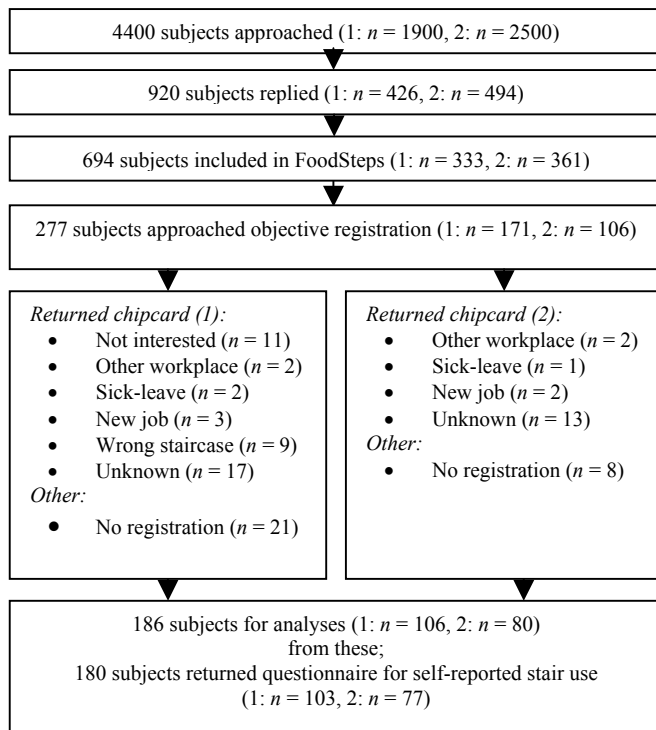 4400 subjects approached (1: n = 1900, 2: n = 2500)
920 subjects replied (1: n = 426, 2: n = 494)
694 subjects included in FoodSteps (1: n = 333, 2: n = 361)
277 subjects approached objective registration (1: n = 171, 2: n = 106)
Returned chipcard (1):
• Not interested (n = 11)
• Other workplace (n = 2)
• Sick-leave (n = 2)
• New job (n = 3)
• Wrong staircase (n = 9)
• Unknown (n = 17)
Other:
• No registration (n = 21)
Returned chipcard (2):
• Other workplace (n = 2)
• Sick-leave (n = 1)
• New job (n = 2)
• Unknown (n = 13)
Other:
• No registration (n = 8)
186 subjects for analyses (1: n = 106, 2: n = 80)
from these;
180 subjects returned questionnaire for self-reported stair use
(1: n = 103, 2: n = 77)